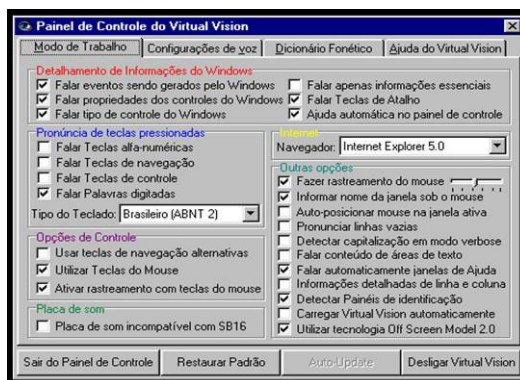 Painel de Controle do Virtual Vision
Modo de Trabalho
Configurações de voz
Dicionário Fonético
Ajuda do Virtual Vision
Detalhamento de Informações do Windows
Falar eventos sendo gerados pelo Windows
Falar propriedades dos controles do Windows
Falar tipo de controle do Windows
Falar apenas informações essenciais
Falar Teclas de Atalho
Ajuda automática no painel de controle
Pronúncia de teclas pressionadas
Falar Teclas alfa-numéricas
Falar Teclas de navegação
Falar Teclas de controle
Falar Palavras digitadas
Tipo do Teclado: Brasileiro (ABNT 2)
Opções de Controle
Usar teclas de navegação alternativas
Utilizar Teclas do Mouse
Ativar rastreamento com teclas do mouse
Placa de som
Placa de som incompatível com SB16
Internet
Navegador: Internet Explorer 5.0
Outras opções
Fazer rastreamento do mouse
Informar nome da janela sob o mouse
Auto-posicionar mouse na janela ativa
Pronunciar linhas vazias
Detectar capitalização em modo verbose
Falar conteúdo de áreas de texto
Falar automaticamente janelas de Ajuda
Informações detalhadas de linha e coluna
Detectar Painéis de identificação
Carregar Virtual Vision automaticamente
Utilizar tecnologia Off Screen Model 2.0
Sair do Painel de Controle
Restaurar Padrão
Auto-Update
Desligar Virtual Vision